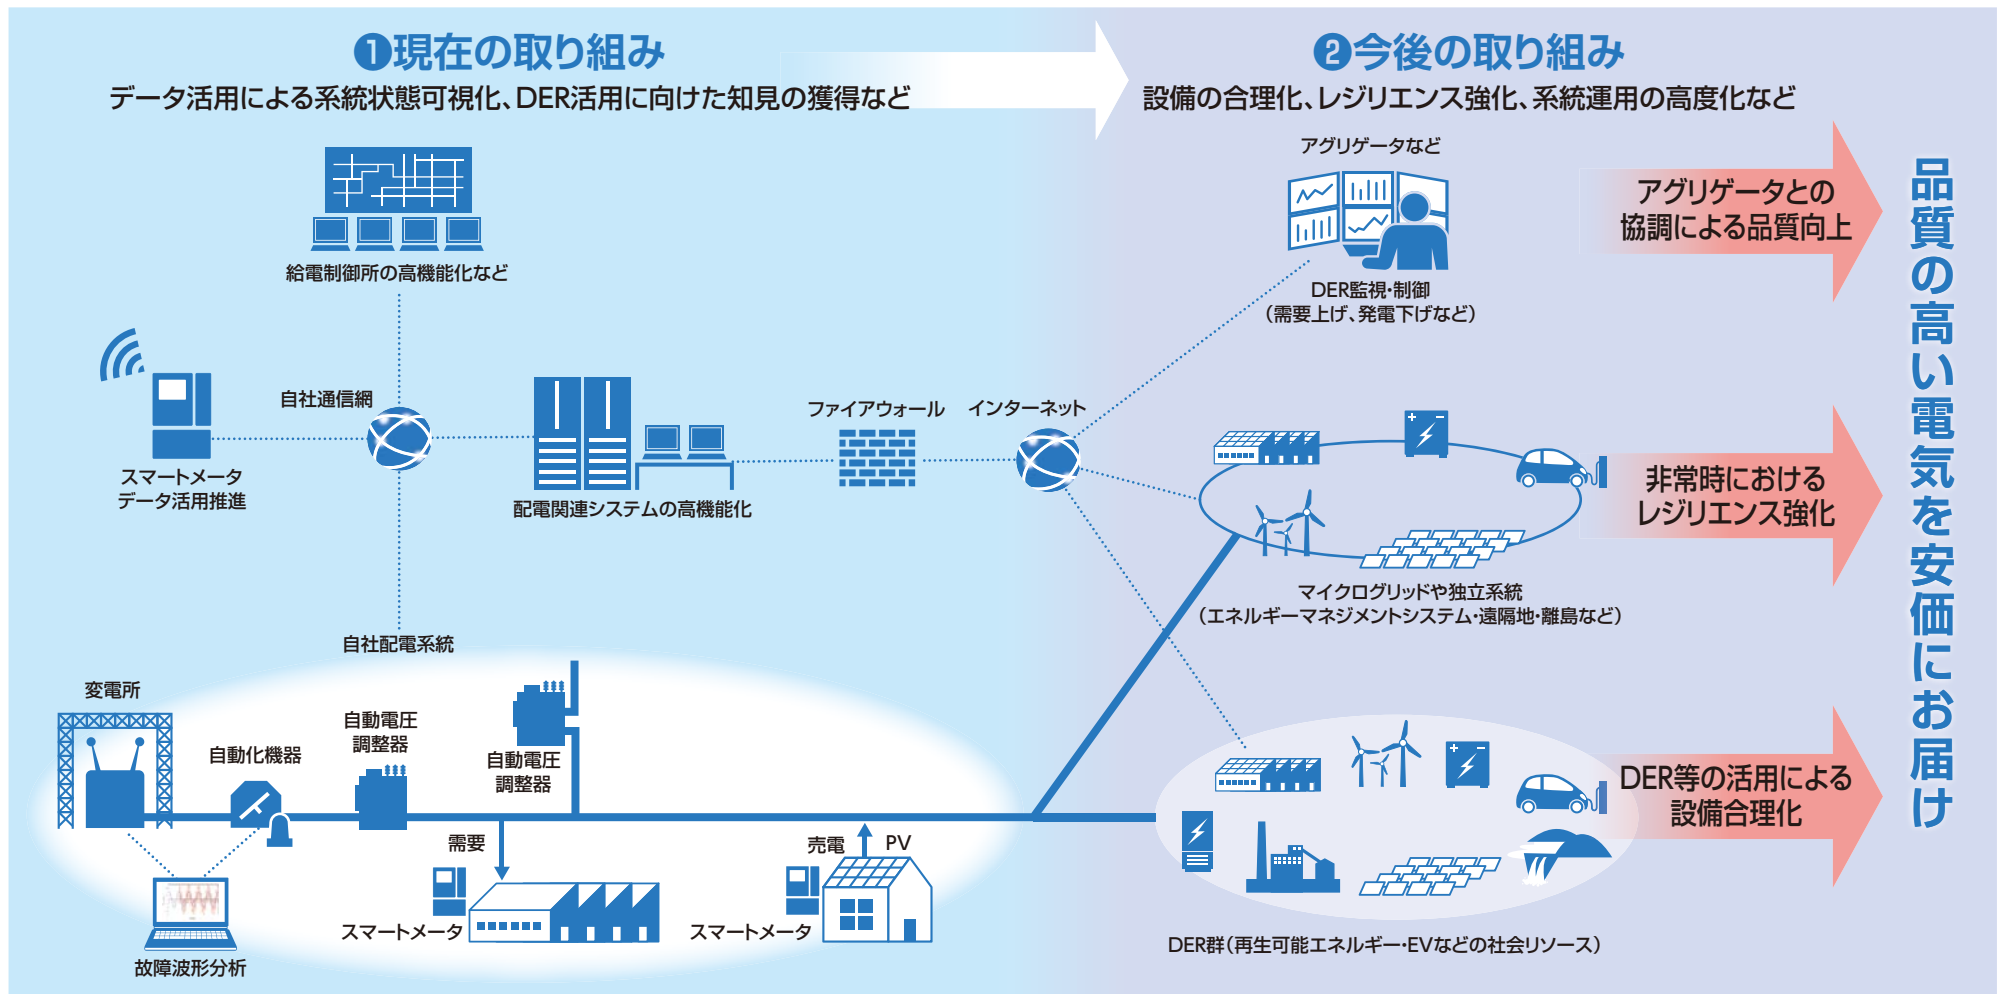 ❶現在の取り組み
データ活用による系統状態可視化、DER活用に向けた知見の獲得など
給電制御所の高機能化など
自社通信網
スマートメータ
データ活用推進
配電関連システムの高機能化
ファイアウォール
インターネット
自社配電系統
変電所
自動化機器
自動電圧
調整器
自動電圧
調整器
需要
売電
PV
スマートメータ
スマートメータ
故障波形分析
❷今後の取り組み
設備の合理化、レジリエンス強化、系統運用の高度化など
アグリゲータなど
DER監視・制御
（需要上げ、発電下げなど）
マイクログリッドや独立系統
（エネルギーマネジメントシステム・遠隔地・離島など）
DER群（再生可能エネルギー・EVなどの社会リソース）
アグリゲータとの
協調による品質向上
非常時における
レジリエンス強化
DER等の活用による
設備合理化
品質の高い電気を安価にお届け